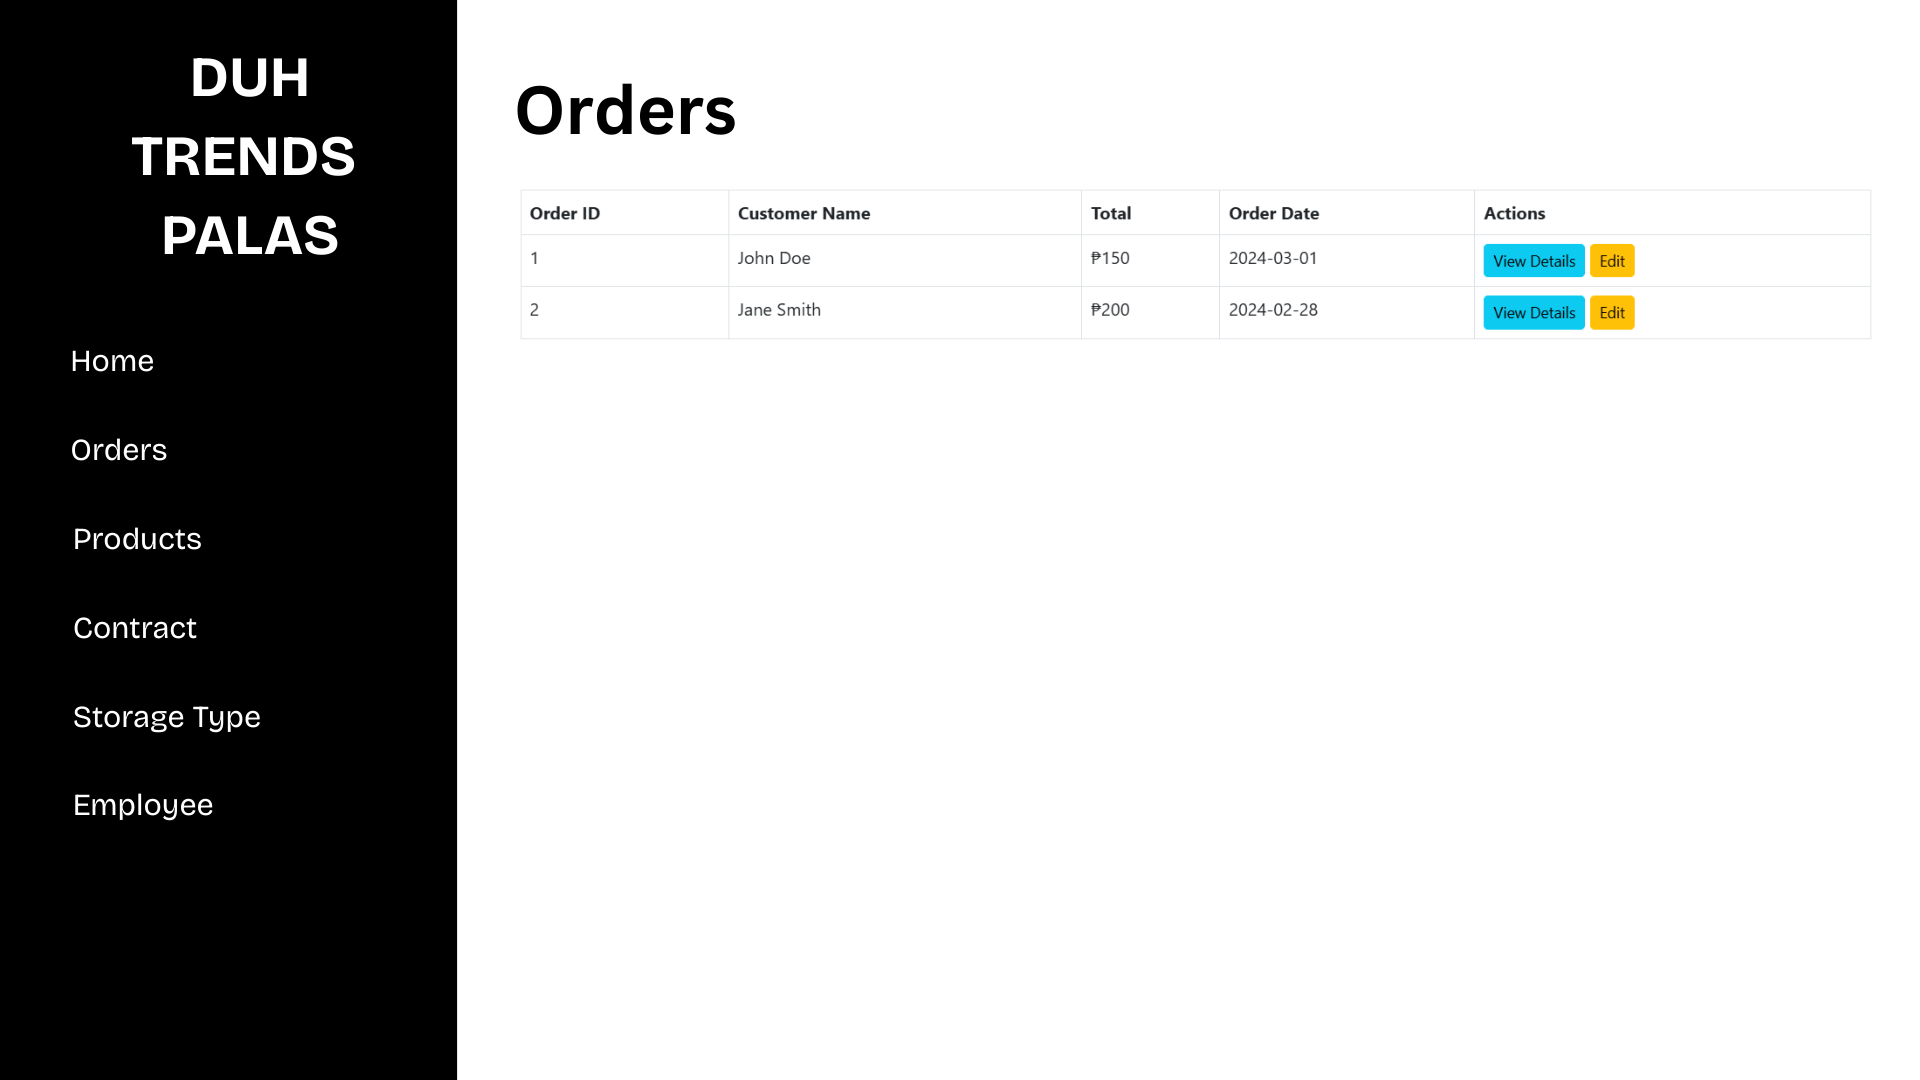 DUH
TRENDS
PALAS
Home
Orders
Products
Contract
Storage Type
Employee
Orders
Order ID Customer Name Total Order Date Actions
1 John Doe ₱150 2024-03-01 View Details Edit
2 Jane Smith ₱200 2024-02-28 View Details Edit